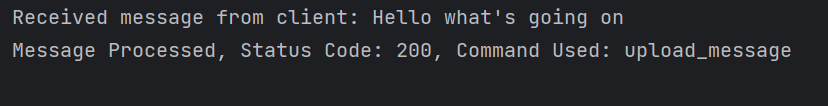 Received message from client: Hello what's going on
Message Processed, Status Code: 200, Command Used: upload_message